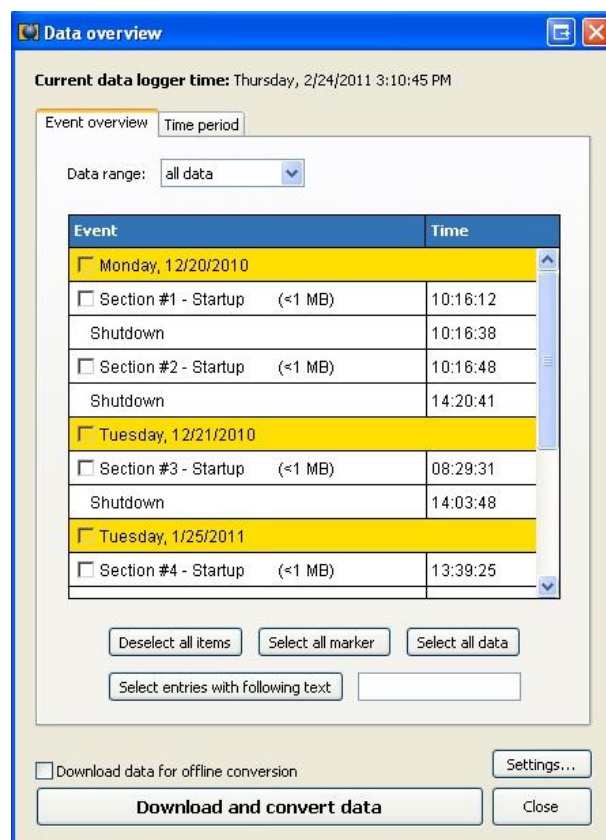 Data overview
Current data logger time: Thursday, 2/24/2011 3:10:45 PM
Event overview Time period
Data range: all data
Event Time
Monday, 12/20/2010
Section #1 - Startup (<1 MB) 10:16:12
Shutdown 10:16:38
Section #2 - Startup (<1 MB) 10:16:48
Shutdown 14:20:41
Tuesday, 12/21/2010
Section #3 - Startup (<1 MB) 08:29:31
Shutdown 14:03:48
Tuesday, 1/25/2011
Section #4 - Startup (<1 MB) 13:39:25
Deselect all items Select all marker Select all data
Select entries with following text
Settings...
Download data for offline conversion
Download and convert data Close